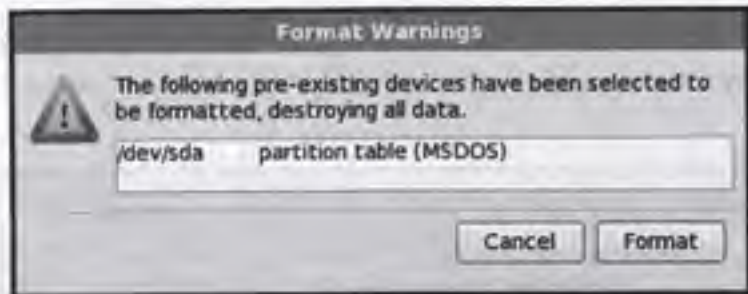 Format Warnings
The following pre-existing devices have been selected to
be formatted, destroying all data.
/dev/sda partition table (MSDOS)
Cancel Format